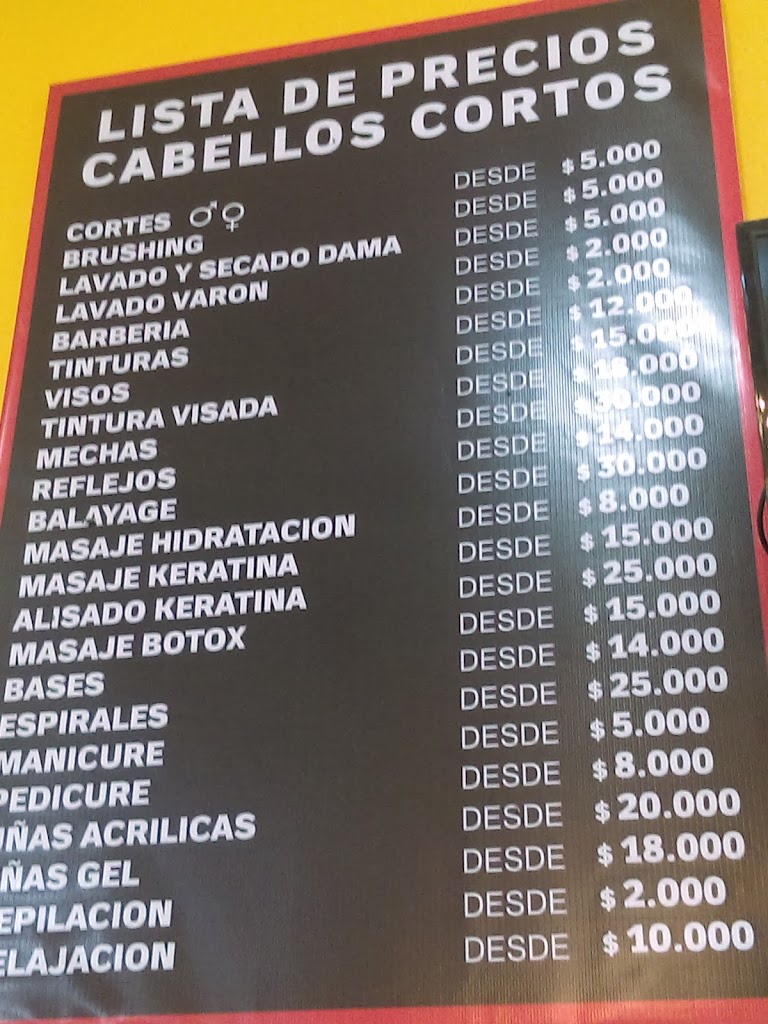 LISTA DE PRECIOS
CABELLOS CORTOS
CORTES ♂♀ DESDE $ 5.000
BRUSHING DESDE $ 5.000
LAVADO Y SECADO DAMA DESDE $ 5.000
LAVADO VARON DESDE $ 2.000
BARBERIA DESDE $ 2.000
TINTURAS DESDE $ 12.000
VISOS DESDE $ 15.000
TINTURA VISADA DESDE $ 18.000
MECHAS DESDE $ 30.000
REFLEJOS DESDE $ 14.000
BALAYAGE DESDE $ 30.000
MASAJE HIDRATACION DESDE $ 8.000
MASAJE KERATINA DESDE $ 15.000
ALISADO KERATINA DESDE $ 25.000
MASAJE BOTOX DESDE $ 15.000
BASES DESDE $ 14.000
ESPIRALES DESDE $ 25.000
MANICURE DESDE $ 5.000
PEDICURE DESDE $ 8.000
UÑAS ACRILICAS DESDE $ 20.000
ÑAS GEL DESDE $ 18.000
EPILACION DESDE $ 2.000
ELAJACION DESDE $ 10.000